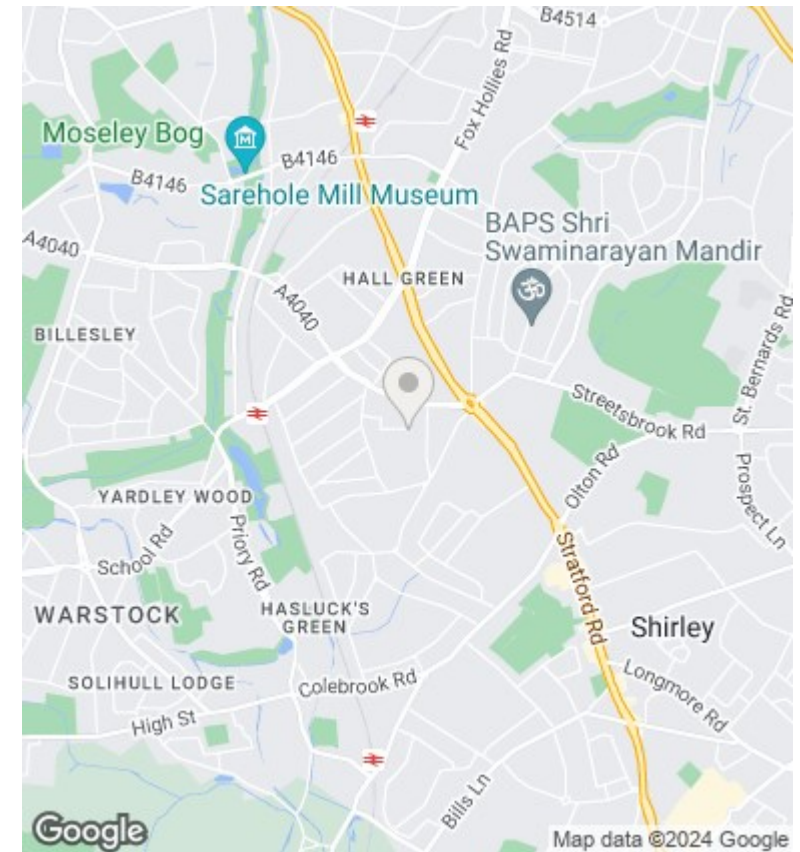 B4514
Fox Hollies Rd
Moseley Bog
B4146
B4146
Sarehole Mill Museum
BAPS Shri
Swaminarayan Mandir
A4040
HALL GREEN
A4040
St. Bernards Rd
BILLESLEY
Streetsbrook Rd
Olton Rd
Prospect Ln
YARDLEY WOOD
School Rd
Priory Rd
Stratford Rd
WARSTOCK
HASLUCK'S
GREEN
Shirley
SOLIHULL LODGE
Colebrook Rd
Longmore Rd
High St
Bills Ln
Google
Map data ©2024 Google